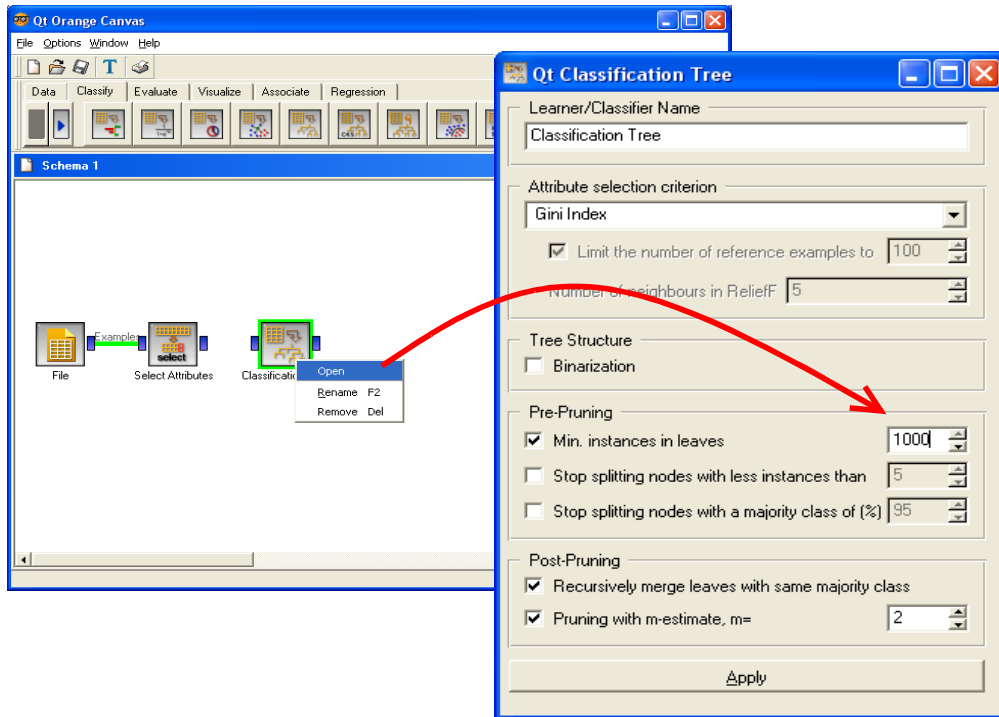 Qt Orange Canvas
File Options Window Help
T
Data Classify Evaluate Visualize Associate Regression
C4.5
Schema 1
Examples
select
File Select Attributes Classificatio
Open
Rename F2
Remove Del
Qt Classification Tree
Learner/Classifier Name
Classification Tree
Attribute selection criterion
Gini Index
Limit the number of reference examples to 100
Number of neighbours in ReliefF 5
Tree Structure
Binarization
Pre-Pruning
Min. instances in leaves 1000
Stop splitting nodes with less instances than 5
Stop splitting nodes with a majority class of (%) 95
Post-Pruning
Recursively merge leaves with same majority class
Pruning with m-estimate, m= 2
Apply